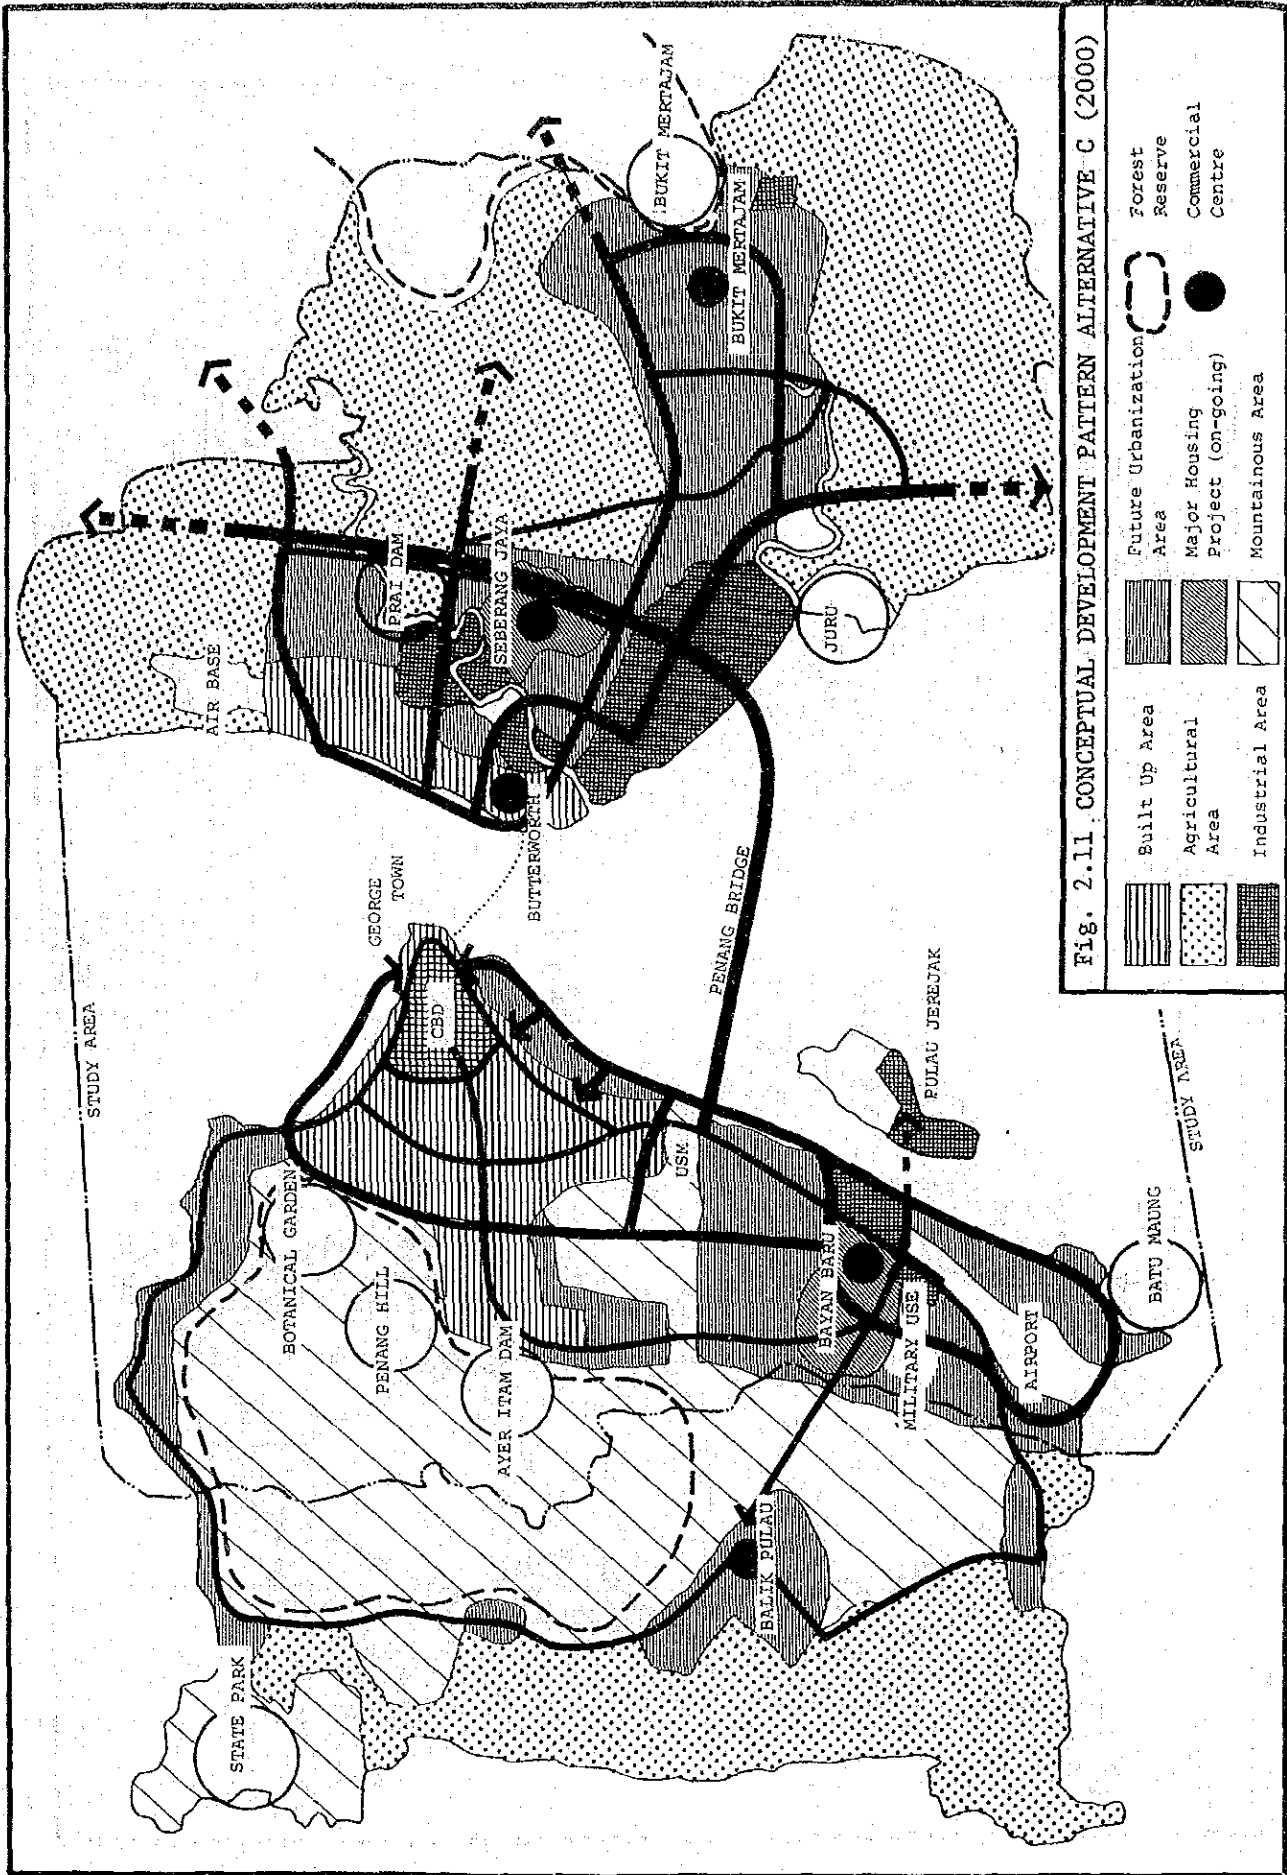 STUDY AREA
STATE PARK
BOTANICAL GARDEN
PENANG HILL
AYER ITAM DAM
GEORGE
TOWN
CBD
AIR BASE
PRAI DAM
SEBERANG JAYA
BUTTERWORTH
BUKIT MERTAJAM
BUKIT MERTAJAM
JURU
PENANG BRIDGE
USM
BALIK PULAU
BAYAN BARU
MILITARY USE
PULAU JEREJAK
AIRPORT
BATU MAUNG
STUDY AREA
Fig. 2.11 CONCEPTUAL DEVELOPMENT PATTERN ALTERNATIVE C (2000)
Built Up Area
Agricultural
Area
Industrial Area
Future Urbanization
Area
Major Housing
Project (on-going)
Mountainous Area
Forest
Reserve
Commercial
Centre